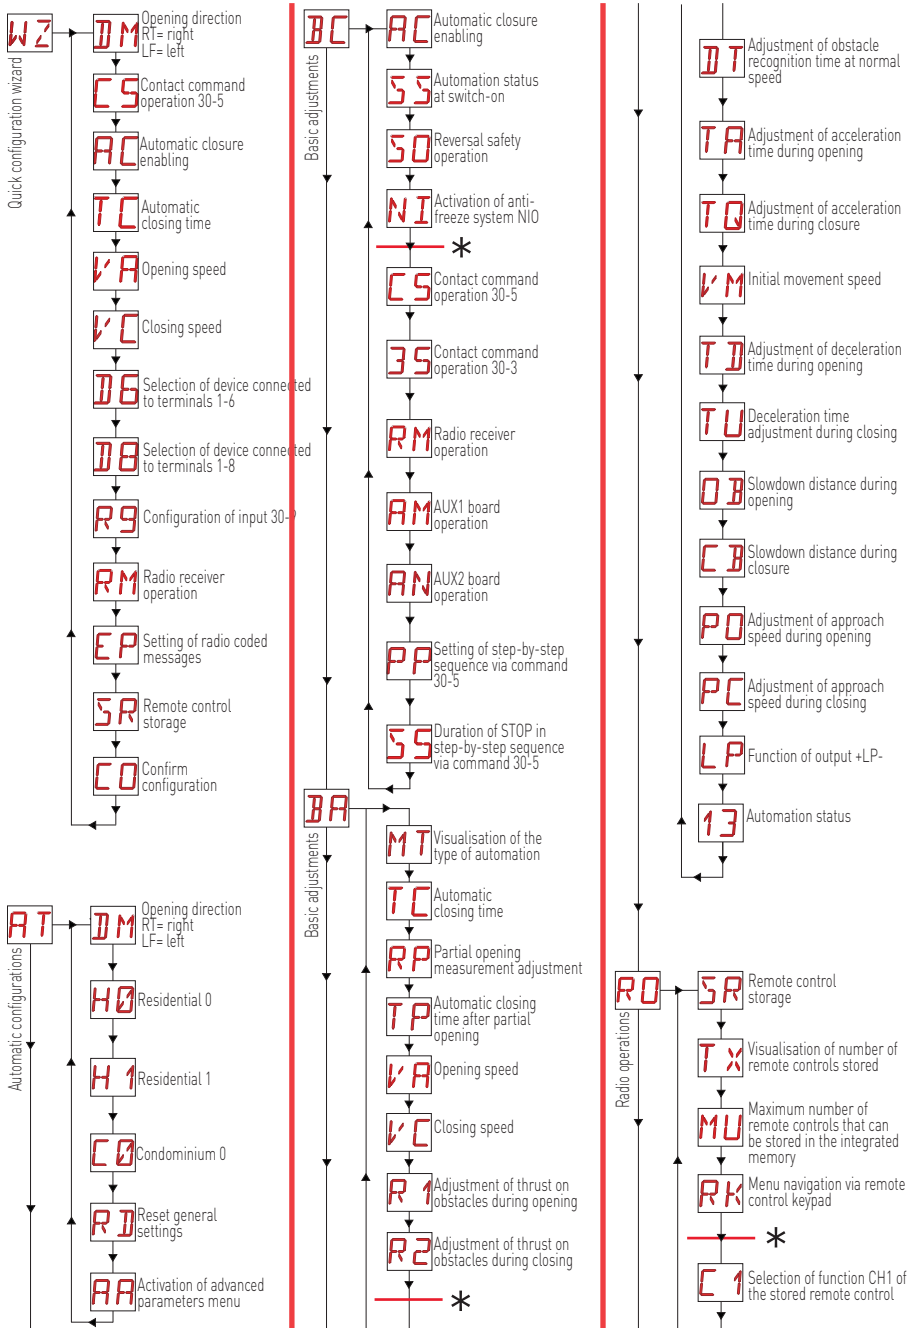 WZ
Quick configuration wizard
DM
Opening direction
RT= right
LF= left
CS
Contact command
operation 30-5
AC
Automatic closure
enabling
TC
Automatic
closing time
VA
Opening speed
VC
Closing speed
D6
Selection of device connected
to terminals 1-6
D8
Selection of device connected
to terminals 1-8
R9
Configuration of input 30-9
RM
Radio receiver
operation
EP
Setting of radio coded
messages
SR
Remote control
storage
CO
Confirm
configuration
AT
Automatic configurations
DM
Opening direction
RT= right
LF= left
H0
Residential 0
H1
Residential 1
C0
Condominium 0
RD
Reset general
settings
AA
Activation of advanced
parameters menu
BC
Basic adjustments
AC
Automatic closure
enabling
SS
Automation status
at switch-on
SO
Reversal safety
operation
NI
Activation of anti-
freeze system NIO
*
CS
Contact command
operation 30-5
3S
Contact command
operation 30-3
RM
Radio receiver
operation
AM
AUX1 board
operation
AN
AUX2 board
operation
PP
Setting of step-by-step
sequence via command
30-5
S5
Duration of STOP in
step-by-step sequence
via command 30-5
BA
Basic adjustments
MT
Visualisation of the
type of automation
TC
Automatic
closing time
RP
Partial opening
measurement adjustment
TP
Automatic closing
time after partial
opening
VA
Opening speed
VC
Closing speed
R1
Adjustment of thrust on
obstacles during opening
R2
Adjustment of thrust on
obstacles during closing
*
DT
Adjustment of obstacle
recognition time at normal
speed
TA
Adjustment of acceleration
time during opening
TQ
Adjustment of acceleration
time during closure
VM
Initial movement speed
TD
Adjustment of deceleration
time during opening
TU
Deceleration time
adjustment during closing
OB
Slowdown distance during
opening
CB
Slowdown distance during
closure
PO
Adjustment of approach
speed during opening
PC
Adjustment of approach
speed during closing
LP
Function of output +LP-
13
Automation status
RO
Radio operations
SR
Remote control
storage
TX
Visualisation of number of
remote controls stored
MU
Maximum number of
remote controls that can
be stored in the integrated
memory
RK
Menu navigation via remote
control keypad
*
C1
Selection of function CH1 of
the stored remote control